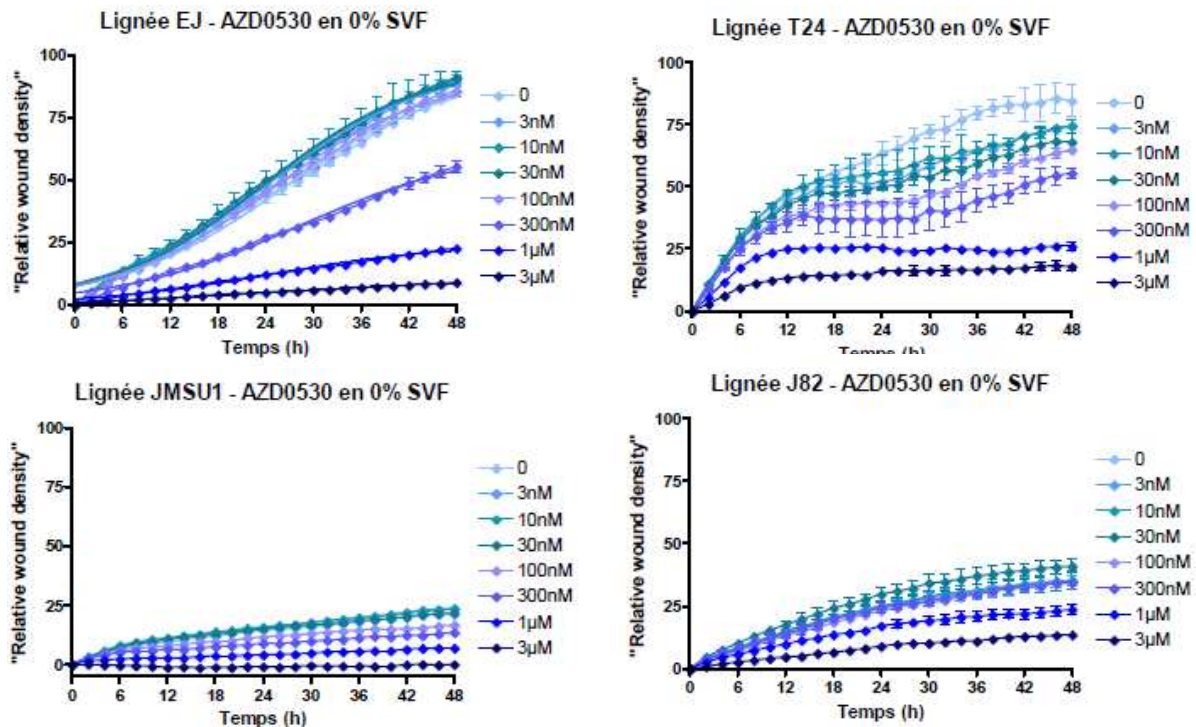 Lignée EJ - AZD0530 en 0% SVF
"Relative wound density"
100
75
50
25
0
0 6 12 18 24 30 36 42 48
Temps (h)
0
3nM
10nM
30nM
100nM
300nM
1µM
3µM
Lignée T24 - AZD0530 en 0% SVF
"Relative wound density"
100
75
50
25
0
0 6 12 18 24 30 36 42 48
Temps (h)
0
3nM
10nM
30nM
100nM
300nM
1µM
3µM
Lignée JMSU1 - AZD0530 en 0% SVF
"Relative wound density"
100
75
50
25
0
0 6 12 18 24 30 36 42 48
Temps (h)
0
3nM
10nM
30nM
100nM
300nM
1µM
3µM
Lignée J82 - AZD0530 en 0% SVF
"Relative wound density"
100
75
50
25
0
0 6 12 18 24 30 36 42 48
Temps (h)
0
3nM
10nM
30nM
100nM
300nM
1µM
3µM